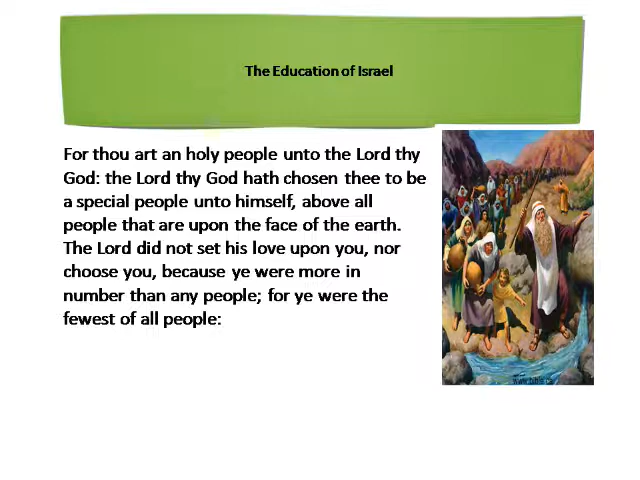 The Education of Israel
For thou art an holy people unto the Lord thy
God: the Lord thy God hath chosen thee to be
a special people unto himself, above all
people that are upon the face of the earth.
The Lord did not set his love upon you, nor
choose you, because ye were more in
number than any people; for ye were the
fewest of all people: